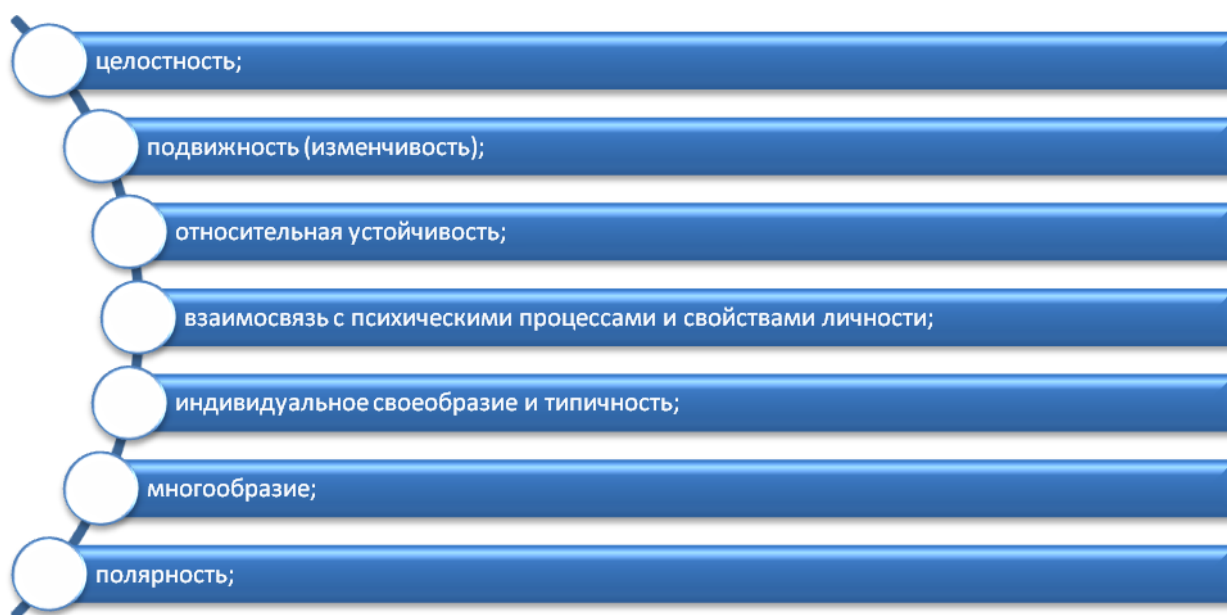 целостность;
подвижность (изменчивость);
относительная устойчивость;
взаимосвязь с психическими процессами и свойствами личности;
индивидуальное своеобразие и типичность;
многообразие;
полярность;